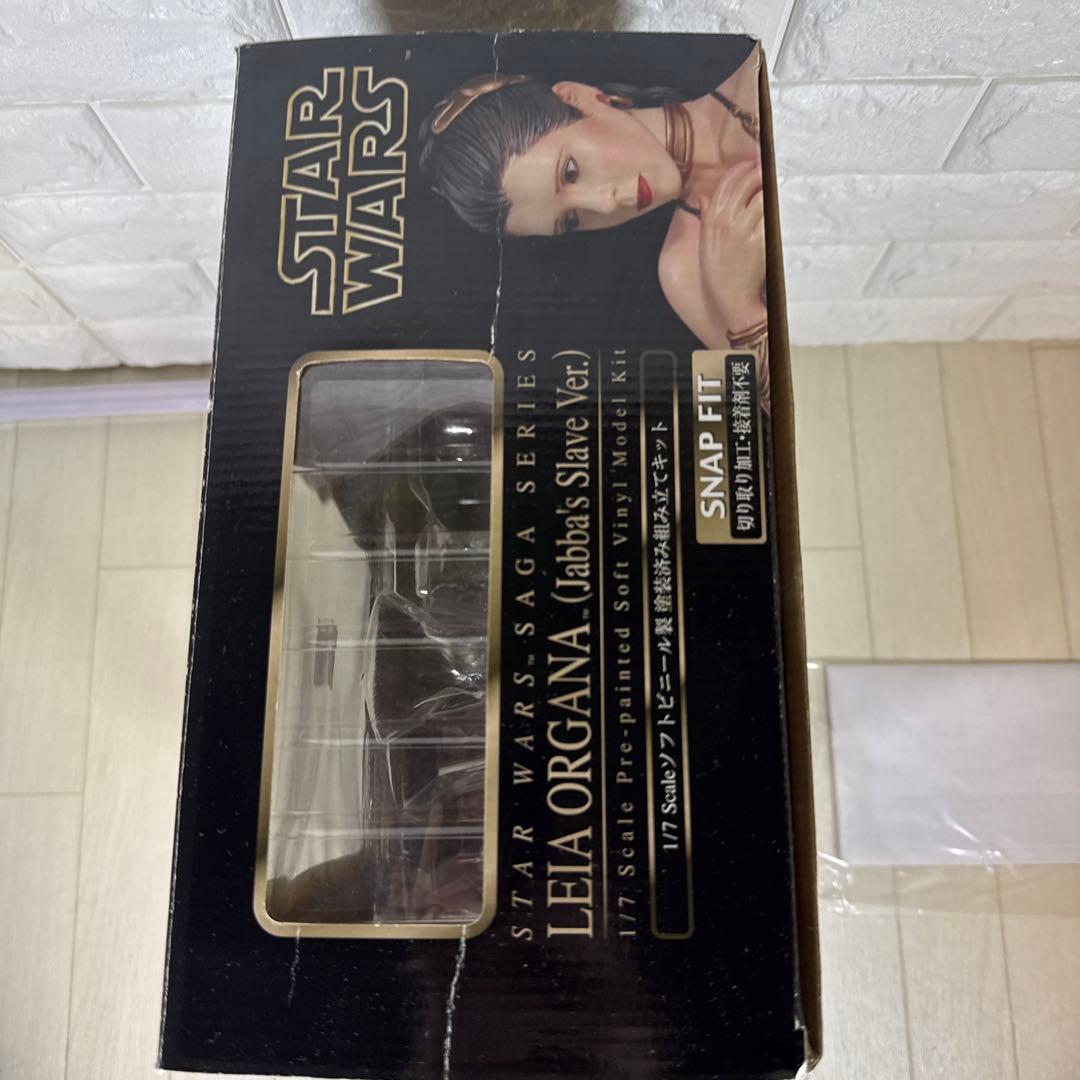 STAR
WARS
STAR WARS™ SAGA SERIES
LEIA ORGANA™ (Jabba's Slave Ver.)
1/7 Scale Pre-painted Soft Vinyl Model Kit
1/7 Scaleソフトビニール製 塗装済み組み立てキット
SNAP FIT
切り取り加工・接着剤不要